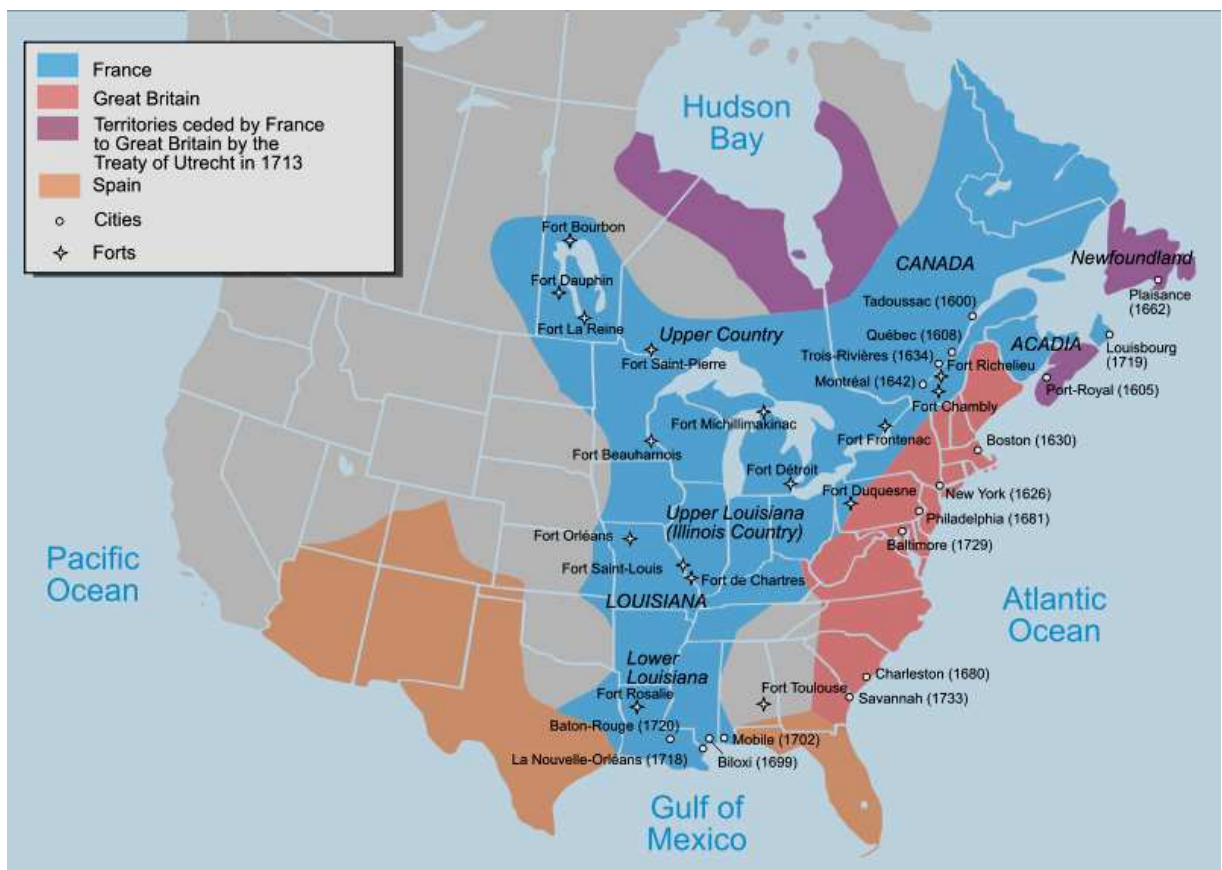 France
Great Britain
Territories ceded by France
to Great Britain by the
Treaty of Utrecht in 1713
Spain
Cities
Forts
Hudson
Bay
Fort Bourbon
Fort Dauphin
Fort La Reine
Upper Country
Fort Saint-Pierre
CANADA
Newfoundland
Plaisance
(1662)
Tadoussac (1600)
Québec (1608)
ACADIA
Trois-Rivières (1634)
Fort Richelieu
Louisbourg
(1719)
Montréal (1642)
Port-Royal (1605)
Fort Chambly
Fort Michillimakinac
Fort Frontenac
Boston (1630)
Fort Beauharnois
Fort Détroit
Fort Duquesne
New York (1626)
Upper Louisiana
(Illinois Country)
Philadelphia (1681)
Fort Orléans
Baltimore (1729)
Pacific
Ocean
Fort Saint-Louis
Fort de Chartres
LOUISIANA
Atlantic
Ocean
Lower
Louisiana
Charleston (1680)
Fort Rosalie
Fort Toulouse
Savannah (1733)
Baton-Rouge (1720)
Mobile (1702)
La Nouvelle-Orléans (1718)
Biloxi (1699)
Gulf of
Mexico